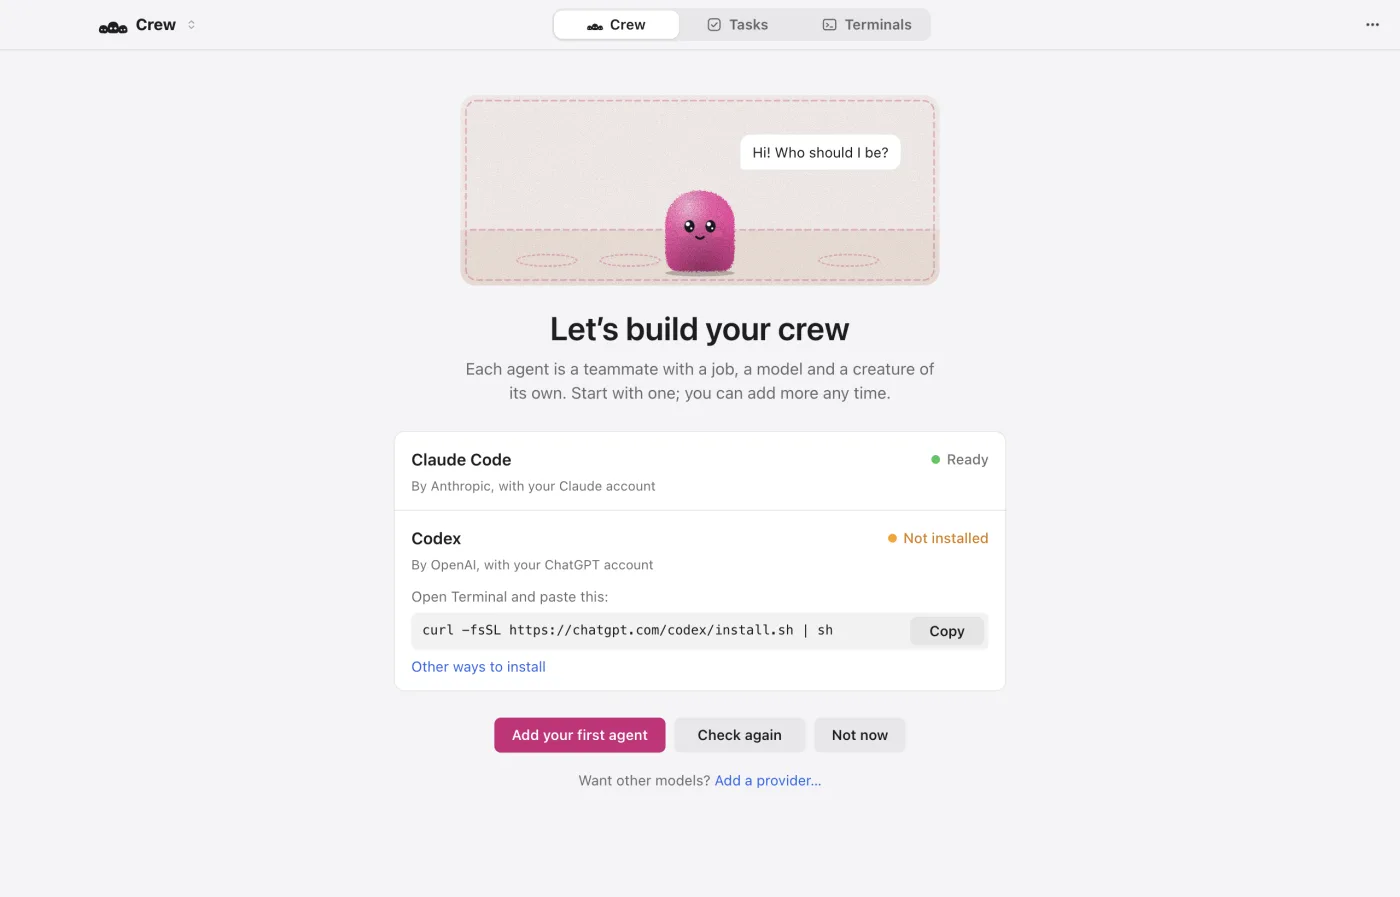 Crew
Crew
Tasks
Terminals
Hi! Who should I be?
Let’s build your crew
Each agent is a teammate with a job, a model and a creature of
its own. Start with one; you can add more any time.
Claude Code
Ready
By Anthropic, with your Claude account
Codex
Not installed
By OpenAI, with your ChatGPT account
Open Terminal and paste this:
curl -fsSL https://chatgpt.com/codex/install.sh | sh
Copy
Other ways to install
Add your first agent
Check again
Not now
Want other models? Add a provider...